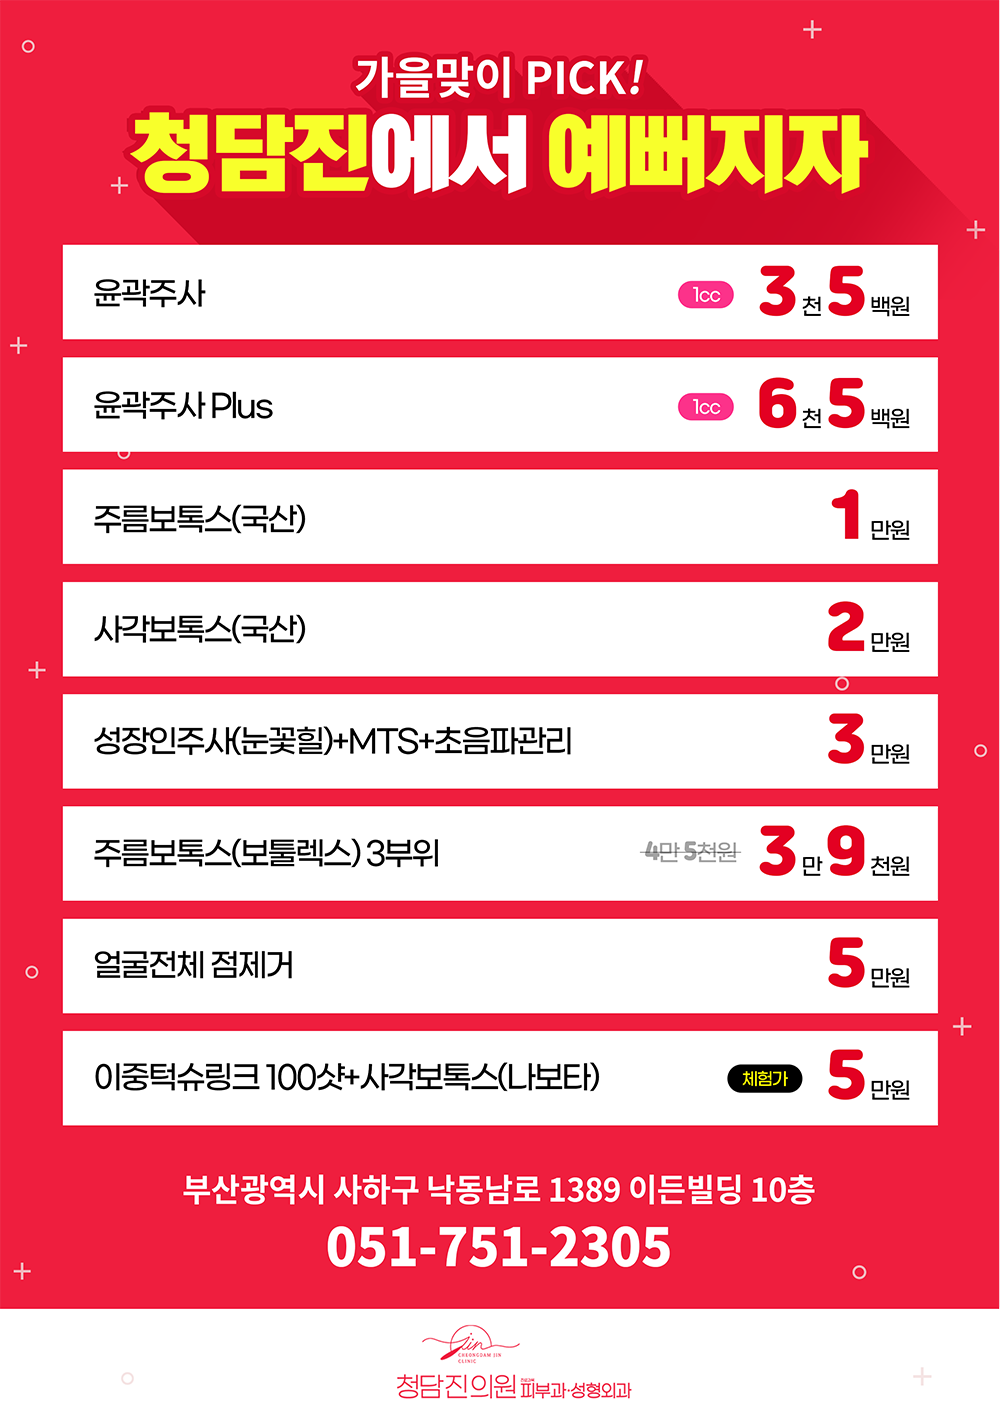 가을맞이 PICK!
청담진에서 예뻐지자
윤곽주사 1cc 3천 5백원
윤곽주사 Plus 1cc 6천 5백원
주름보톡스(국산) 1만원
사각보톡스(국산) 2만원
성장인주사(눈꽃힐)+MTS+초음파관리 3만원
주름보톡스(보툴렉스) 3부위 4만 5천원 3만 9천원
얼굴전체 점제거 5만원
이중턱슈링크 100샷+사각보톡스(나보타) 체험가 5만원
부산광역시 사하구 낙동남로 1389 이든빌딩 10층
051-751-2305
Jin
CHEONGDAM JIN
CLINIC
청담진의원 피부과·성형외과